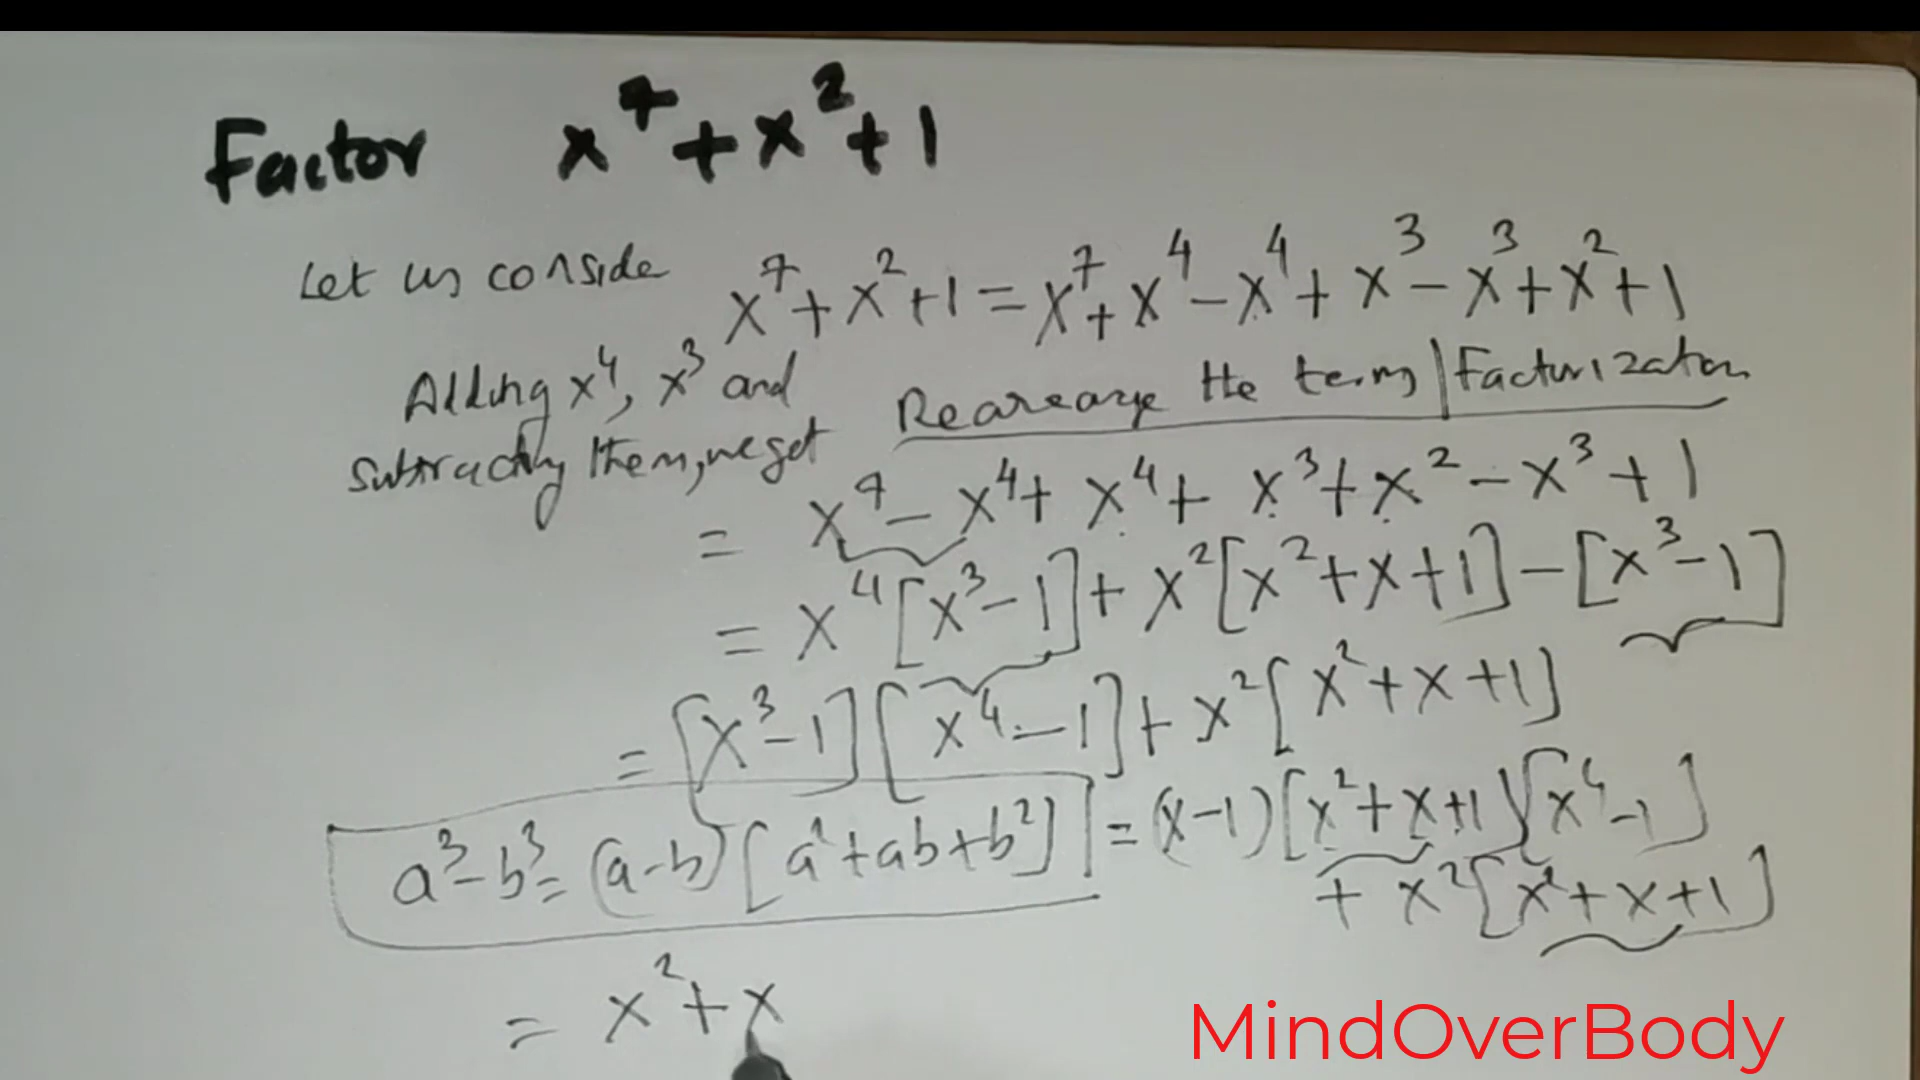 Factor x⁷+x²+1
Let us conside x⁷+x²+1=x⁷+x⁴-x⁴+x³-x³+x²+1
Adding x⁴, x³ and
subtracting them, we get
Rearearge the terms | Factorization
= x⁷-x⁴+x⁴+x³+x²-x³+1
= x⁴[x³-1]+x²[x²+x+1]-[x³-1]
= [x³-1][x⁴-1]+x²[x²+x+1]
a³-b³=(a-b)[a²+ab+b²]
= (x-1)[x²+x+1][x⁴-1]
+ x²[x²+x+1]
= x²+x
MindOverBody